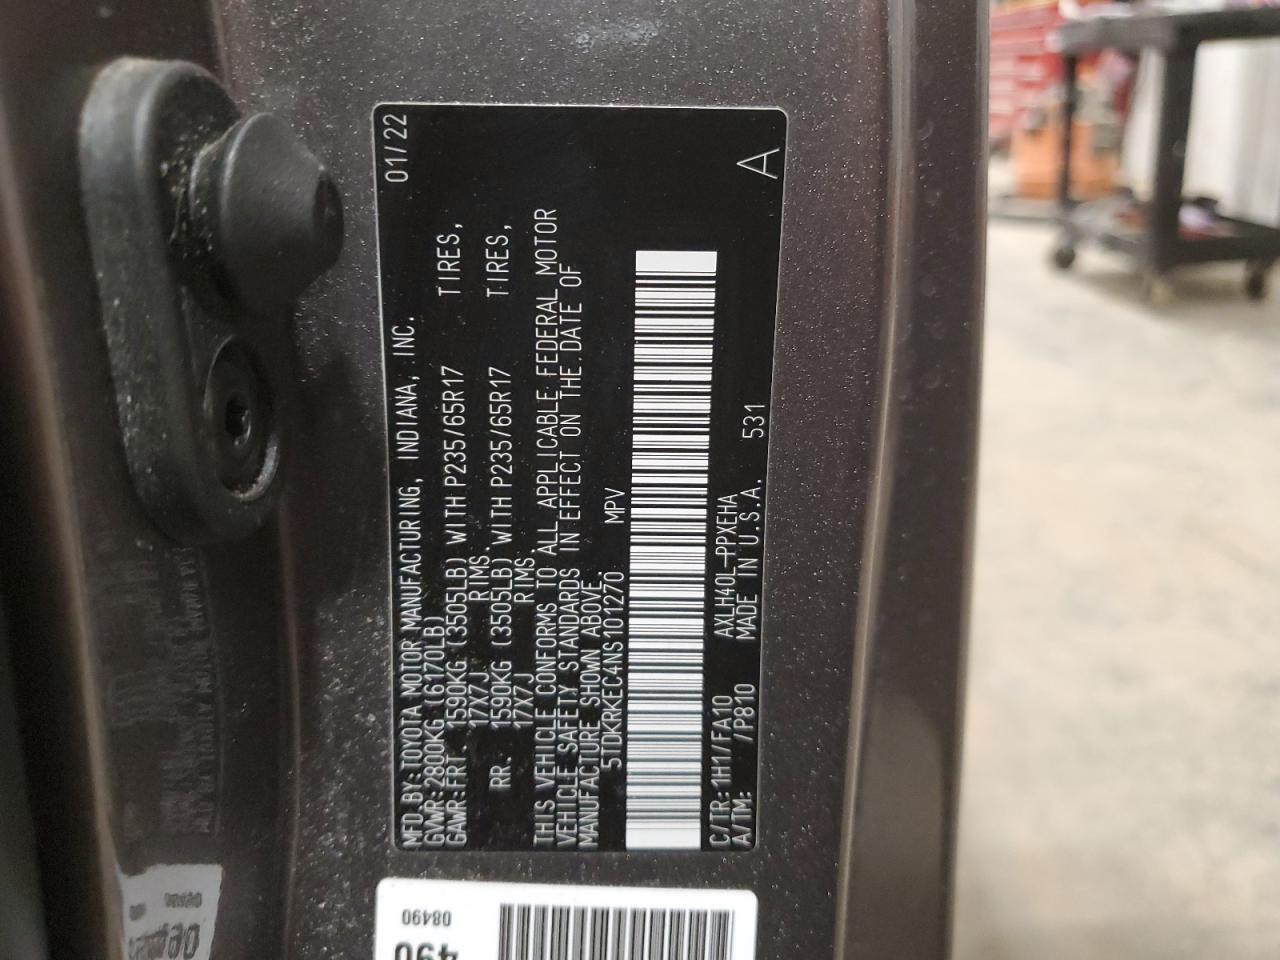 MFD.BY:TOYOTA MOTOR MANUFACTURING, INDIANA, INC. 01/22
GVWR:2800KG (6170LB)
GAWR:FRT. 1590KG (3505LB) WITH P235/65R17 TIRES,
17X7J RIMS.
RR. 1590KG (3505LB) WITH P235/65R17 TIRES,
17X7J RIMS.
THIS VEHICLE CONFORMS TO ALL APPLICABLE FEDERAL MOTOR
VEHICLE SAFETY STANDARDS IN EFFECT ON THE DATE OF
MANUFACTURE SHOWN ABOVE.
5TDKRKEC4NS101270 MPV
C/TR:1H1/FA10 AXLH40L-PPXEHA
A/TM: /P810 MADE IN U.S.A. 531 A
08490
490